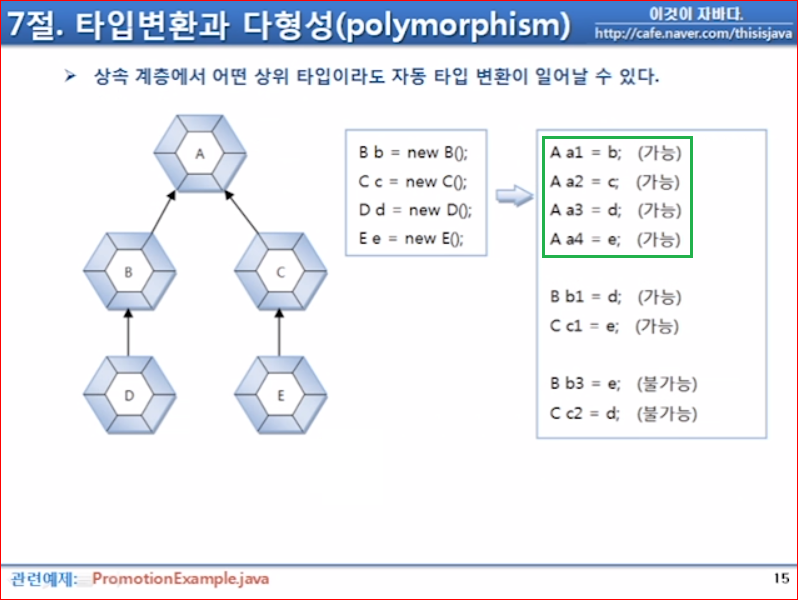 7절. 타입변환과 다형성(polymorphism)
이것이 자바다.
http://cafe.naver.com/thisisjava
➤ 상속 계층에서 어떤 상위 타입이라도 자동 타입 변환이 일어날 수 있다.
A
B
C
D
E
B b = new B();
C c = new C();
D d = new D();
E e = new E();
A a1 = b; (가능)
A a2 = c; (가능)
A a3 = d; (가능)
A a4 = e; (가능)
B b1 = d; (가능)
C c1 = e; (가능)
B b3 = e; (불가능)
C c2 = d; (불가능)
관련예제: PromotionExample.java
15